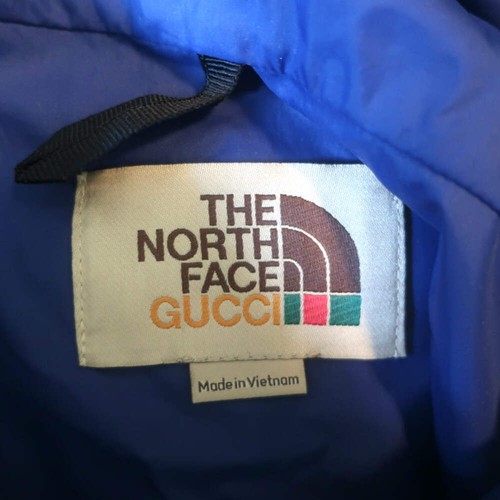 THE
NORTH
FACE
GUCCI
Made in Vietnam